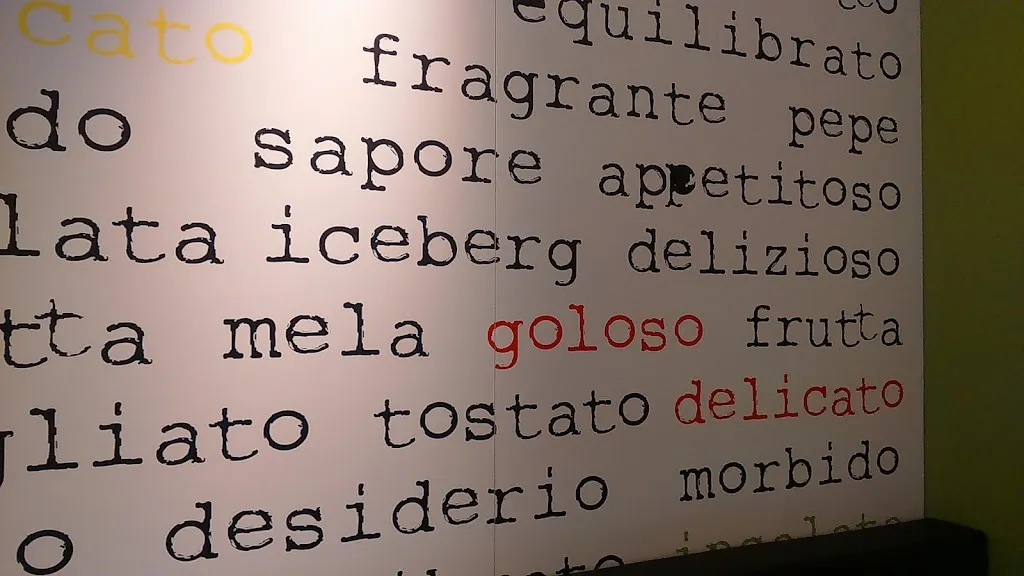 cato equilibrato
fragrante pepe
do sapore appetitoso
lata iceberg delizioso
tta mela goloso frutta
gliato tostato delicato
o desiderio morbido
insalata